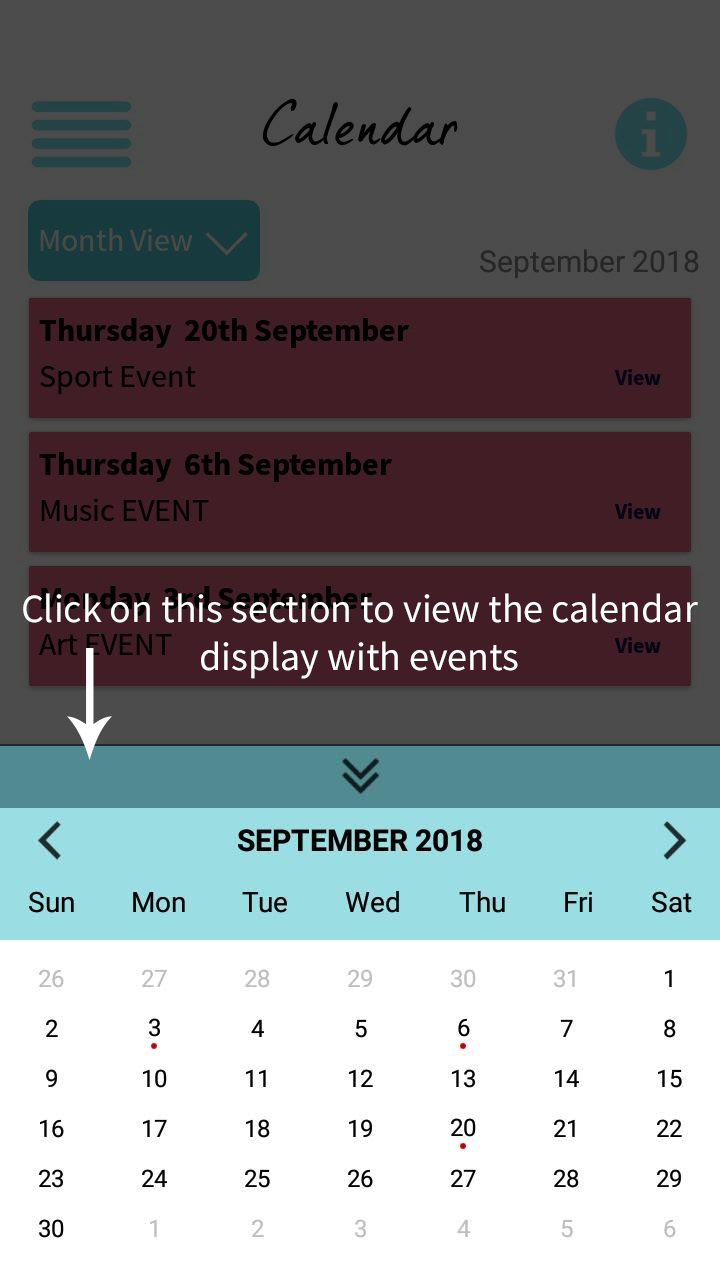 Calendar
Month View
September 2018
Thursday 20th September
Sport Event
View
Thursday 6th September
Music EVENT
View
Monday 3rd September
Click on this section to view the calendar
Art EVENT
View
display with events
SEPTEMBER 2018
Sun Mon Tue Wed Thu Fri Sat
26 27 28 29 30 31 1
2 3 4 5 6 7 8
9 10 11 12 13 14 15
16 17 18 19 20 21 22
23 24 25 26 27 28 29
30 1 2 3 4 5 6